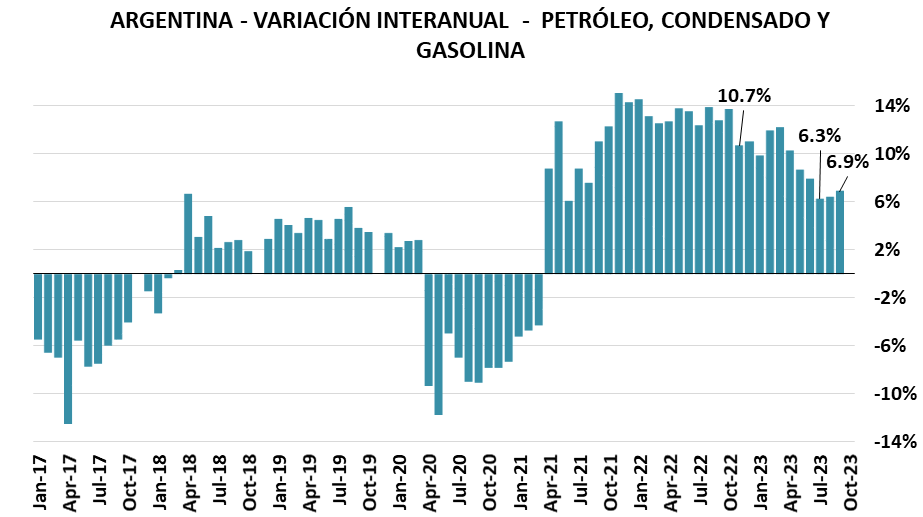 ARGENTINA - VARIACIÓN INTERANUAL - PETRÓLEO, CONDENSADO Y
GASOLINA
10.7%
6.3%
6.9%
14%
10%
6%
2%
-2%
-6%
-10%
-14%
Jan-17
Apr-17
Jul-17
Oct-17
Jan-18
Apr-18
Jul-18
Oct-18
Jan-19
Apr-19
Jul-19
Oct-19
Jan-20
Apr-20
Jul-20
Oct-20
Jan-21
Apr-21
Jul-21
Oct-21
Jan-22
Apr-22
Jul-22
Oct-22
Jan-23
Apr-23
Jul-23
Oct-23